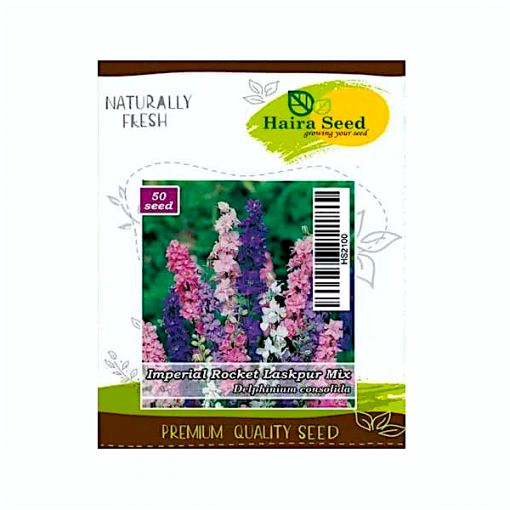 NATURALLY
FRESH
Haira Seed
growing your seed
50
seed
HS2100
Imperial Rocket Laskpur Mix
Delphinium consolida
PREMIUM QUALITY SEED